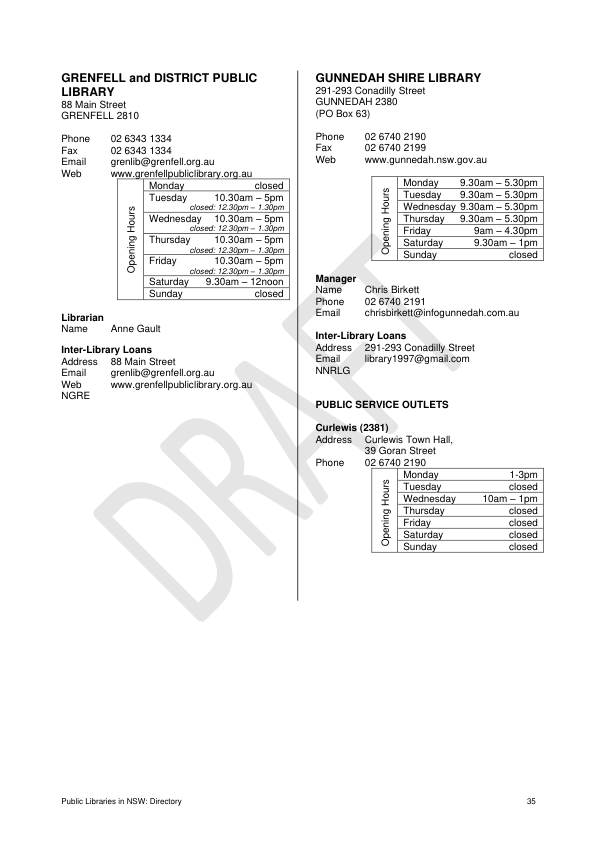 GRENFELL and DISTRICT PUBLIC
LIBRARY
88 Main Street
GRENFELL 2810
Phone 02 6343 1334
Fax 02 6343 1334
Email grenlib@grenfell.org.au
Web www.grenfellpubliclibrary.org.au
Opening Hours
Monday closed
Tuesday 10.30am – 5pm
closed: 12.30pm – 1.30pm
Wednesday 10.30am – 5pm
closed: 12.30pm – 1.30pm
Thursday 10.30am – 5pm
closed: 12.30pm – 1.30pm
Friday 10.30am – 5pm
closed: 12.30pm – 1.30pm
Saturday 9.30am – 12noon
Sunday closed
Librarian
Name Anne Gault
Inter-Library Loans
Address 88 Main Street
Email grenlib@grenfell.org.au
Web www.grenfellpubliclibrary.org.au
NGRE
GUNNEDAH SHIRE LIBRARY
291-293 Conadilly Street
GUNNEDAH 2380
(PO Box 63)
Phone 02 6740 2190
Fax 02 6740 2199
Web www.gunnedah.nsw.gov.au
Opening Hours
Monday 9.30am – 5.30pm
Tuesday 9.30am – 5.30pm
Wednesday 9.30am – 5.30pm
Thursday 9.30am – 5.30pm
Friday 9am – 4.30pm
Saturday 9.30am – 1pm
Sunday closed
Manager
Name Chris Birkett
Phone 02 6740 2191
Email chrisbirkett@infogunnedah.com.au
Inter-Library Loans
Address 291-293 Conadilly Street
Email library1997@gmail.com
NNRLG
PUBLIC SERVICE OUTLETS
Curlewis (2381)
Address Curlewis Town Hall,
39 Goran Street
Phone 02 6740 2190
Opening Hours
Monday 1-3pm
Tuesday closed
Wednesday 10am – 1pm
Thursday closed
Friday closed
Saturday closed
Sunday closed
DRAFT
Public Libraries in NSW: Directory 35